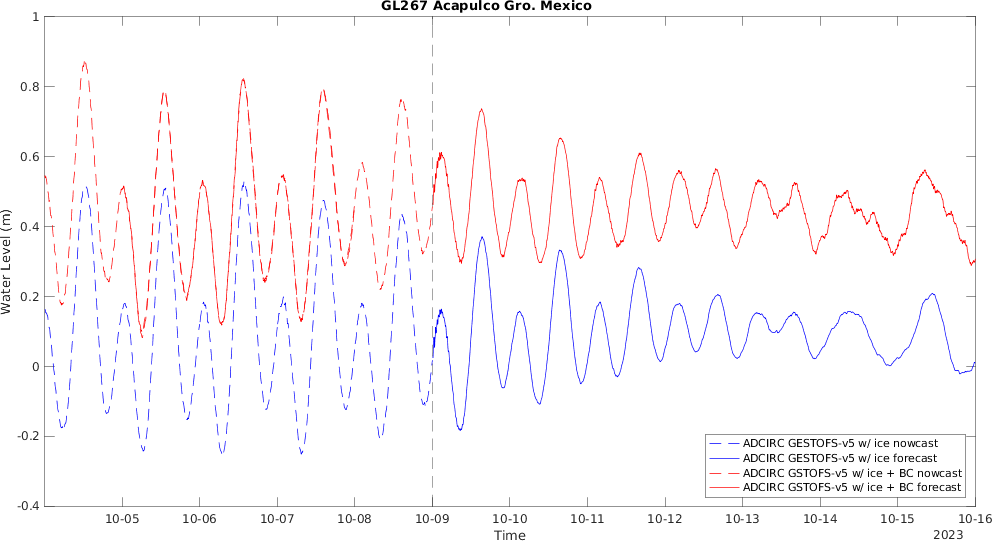 GL267 Acapulco Gro. Mexico
1
0.8
0.6
0.4
0.2
0
-0.2
-0.4
Water Level (m)
10-05 10-06 10-07 10-08 10-09 10-10 10-11 10-12 10-13 10-14 10-15 10-16
Time
2023
ADCIRC GESTOFS-v5 w/ ice nowcast
ADCIRC GESTOFS-v5 w/ ice forecast
ADCIRC GSTOFS-v5 w/ ice + BC nowcast
ADCIRC GSTOFS-v5 w/ ice + BC forecast